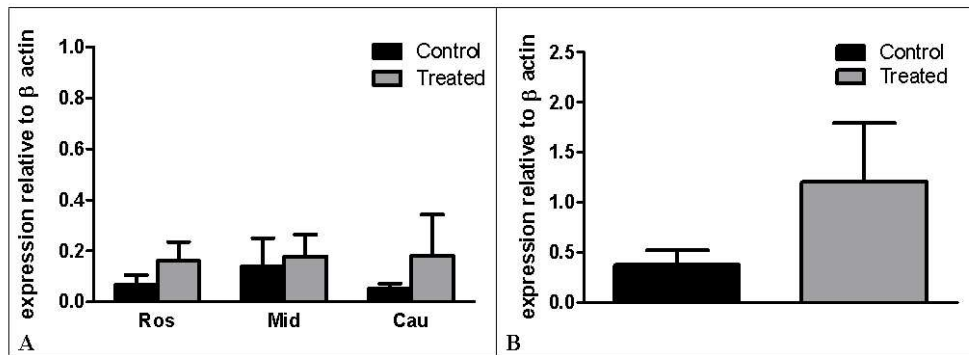 expression relative to β actin
1.0
0.8
0.6
0.4
0.2
0.0
Control
Treated
Ros Mid Cau
A
expression relative to β actin
2.5
2.0
1.5
1.0
0.5
0.0
Control
Treated
B